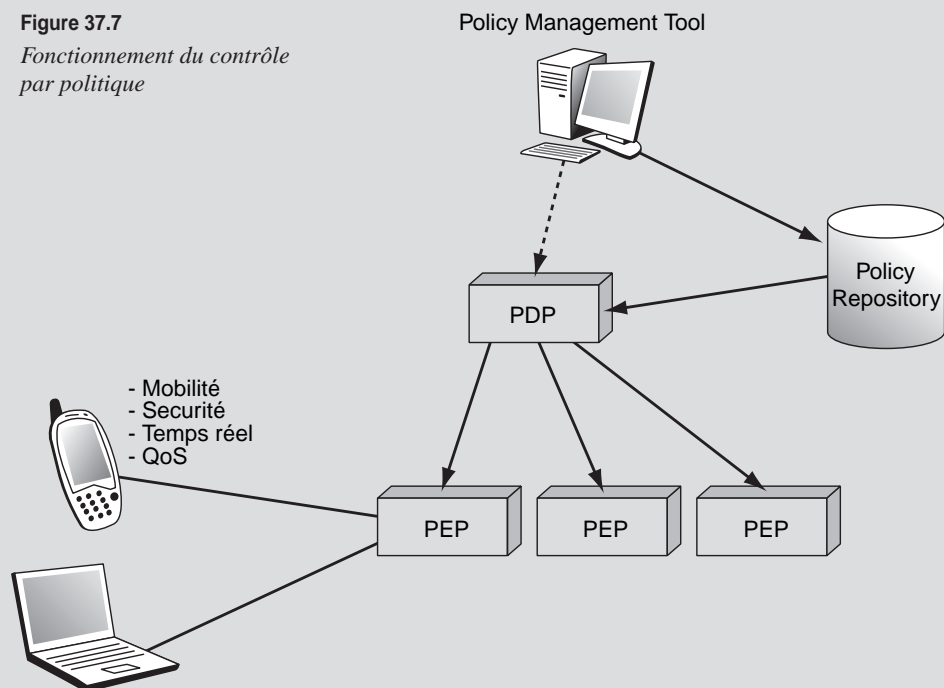 Figure 37.7
Fonctionnement du contrôle
par politique
Policy Management Tool
Policy
Repository
PDP
- Mobilité
- Securité
- Temps réel
- QoS
PEP
PEP
PEP